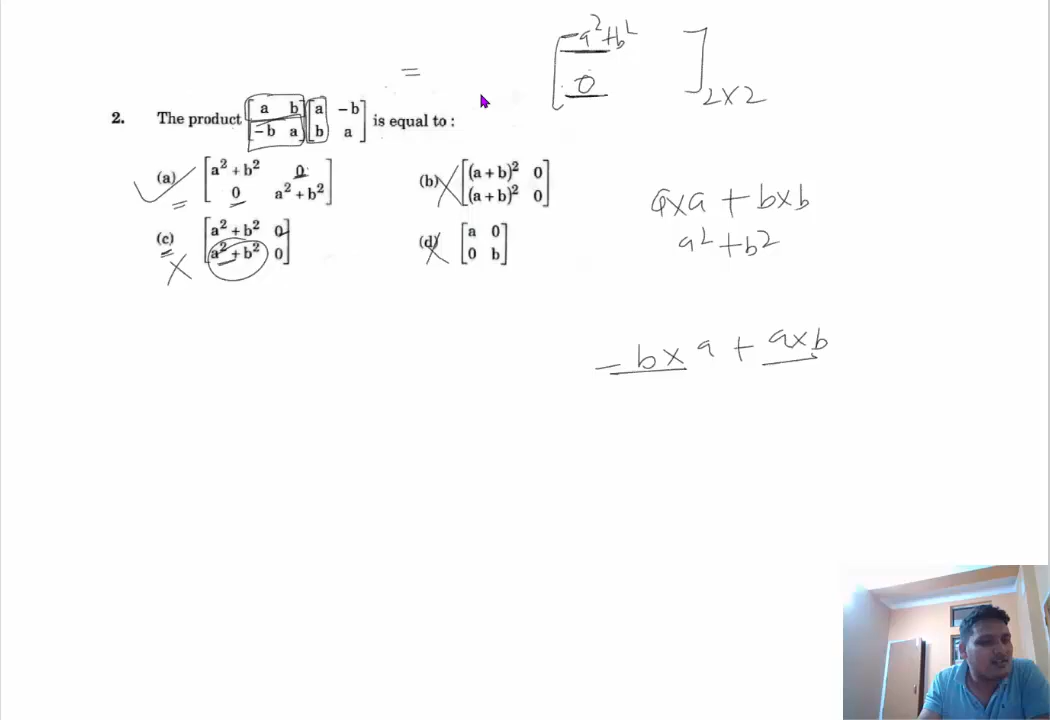 -a² + b²
=
0
2 x 2
2. The product [a b; -b a] [a -b; b a] is equal to :
(a) [a² + b² 0; 0 a² + b²]
(b) [(a + b)² 0; (a + b)² 0]
a x a + b x b
a² + b²
(c) [a² + b² 0; a² + b² 0]
(d) [a 0; 0 b]
- b x a + a x b